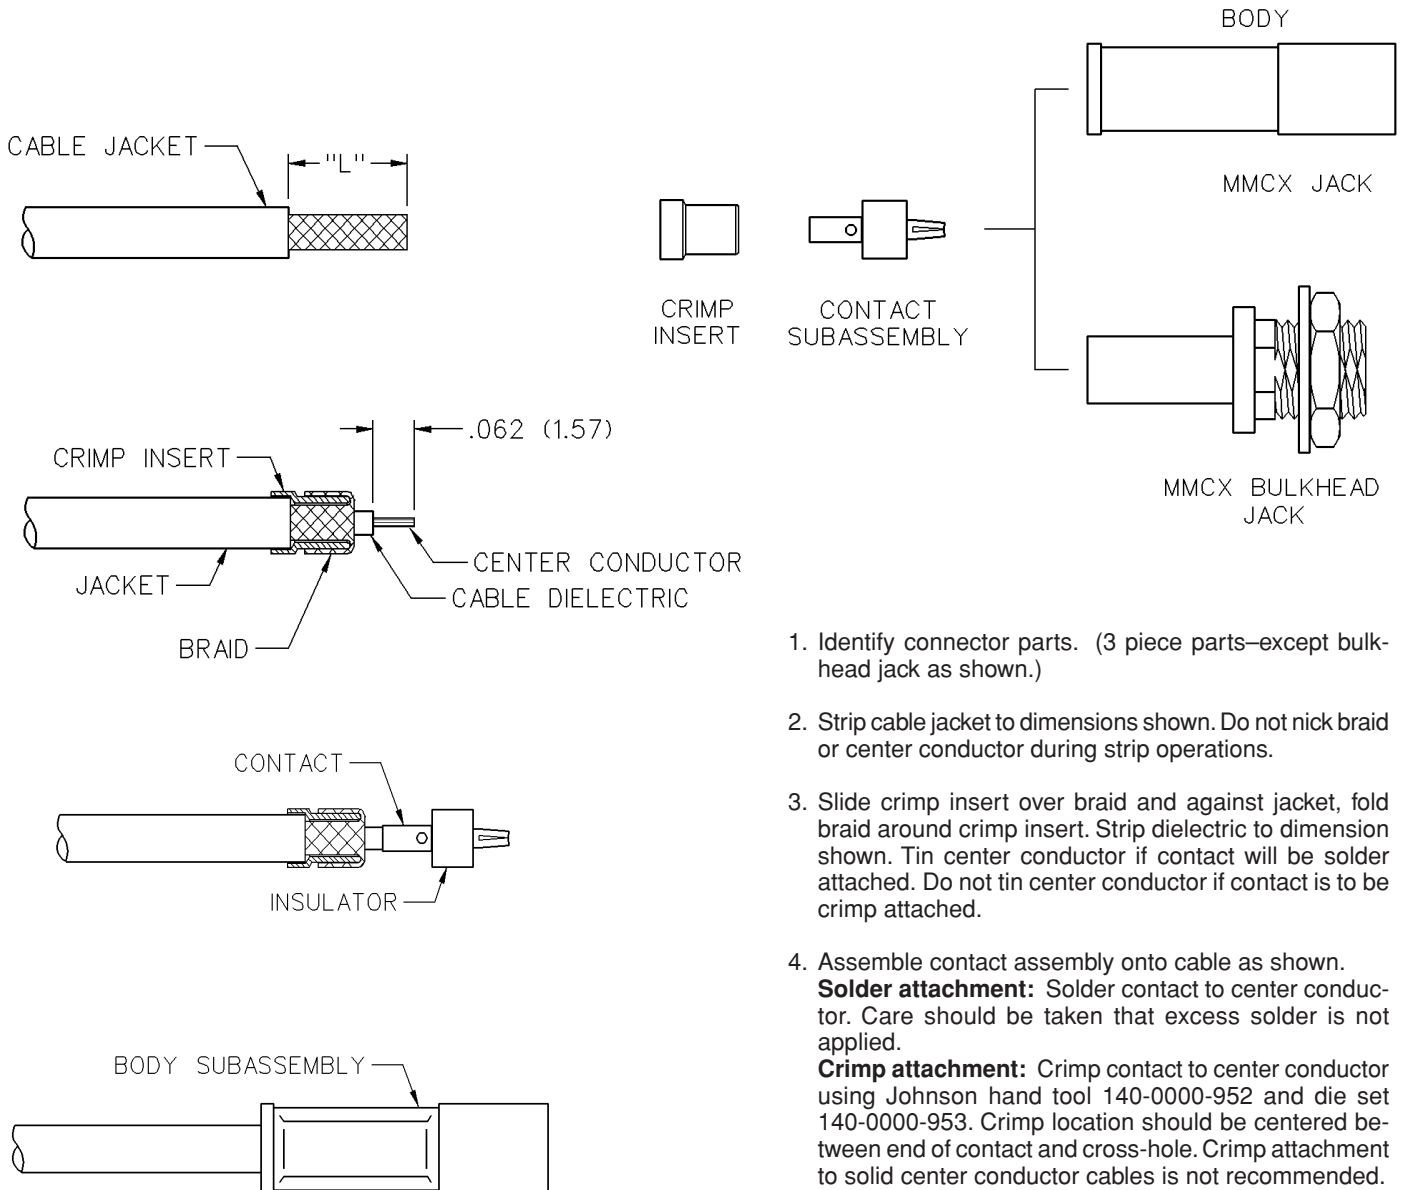 BODY
CABLE JACKET
"L"
MMCX JACK
CRIMP
INSERT
CONTACT
SUBASSEMBLY
.062 (1.57)
CRIMP INSERT
MMCX BULKHEAD
JACK
CENTER CONDUCTOR
JACKET
CABLE DIELECTRIC
BRAID
CONTACT
INSULATOR
BODY SUBASSEMBLY
1. Identify connector parts. (3 piece parts–except bulk-
head jack as shown.)
2. Strip cable jacket to dimensions shown. Do not nick braid
or center conductor during strip operations.
3. Slide crimp insert over braid and against jacket, fold
braid around crimp insert. Strip dielectric to dimension
shown. Tin center conductor if contact will be solder
attached. Do not tin center conductor if contact is to be
crimp attached.
4. Assemble contact assembly onto cable as shown.
Solder attachment: Solder contact to center conduc-
tor. Care should be taken that excess solder is not
applied.
Crimp attachment: Crimp contact to center conductor
using Johnson hand tool 140-0000-952 and die set
140-0000-953. Crimp location should be centered be-
tween end of contact and cross-hole. Crimp attachment
to solid center conductor cables is not recommended.